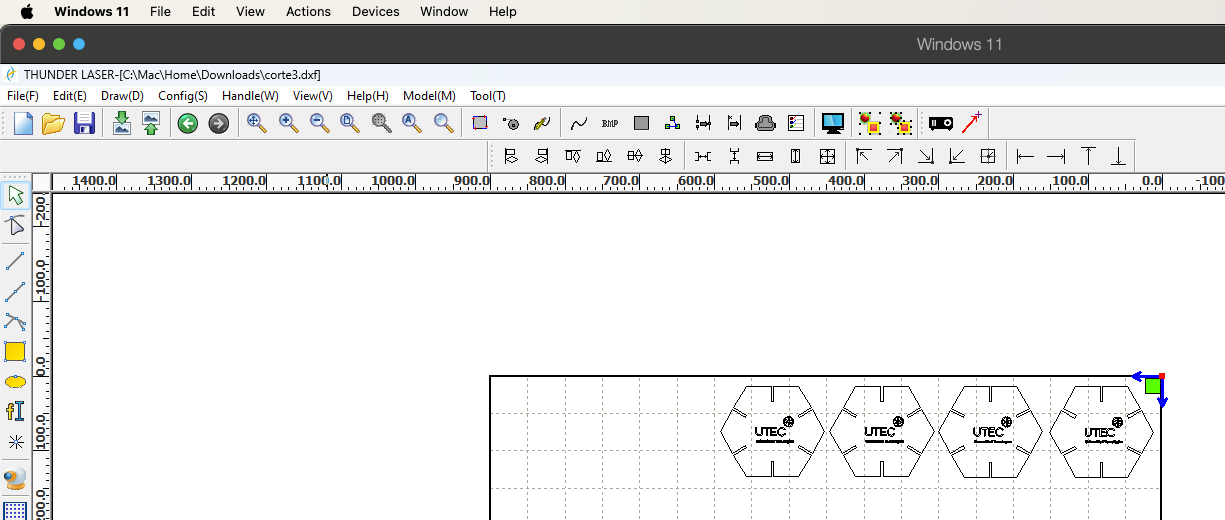 Windows 11 File Edit View Actions Devices Window Help
Windows 11
THUNDER LASER-[C:\Mac\Home\Downloads\corte3.dxf]
File(F) Edit(E) Draw(D) Config(S) Handle(W) View(V) Help(H) Model(M) Tool(T)
BMP
1400.0 1300.0 1200.0 1100.0 1000.0 900.0 800.0 700.0 600.0 500.0 400.0 300.0 200.0 100.0 0.0 -100
-200.
-100.0
0.0
100.0
200.0
UTEC UTEC UTEC UTEC